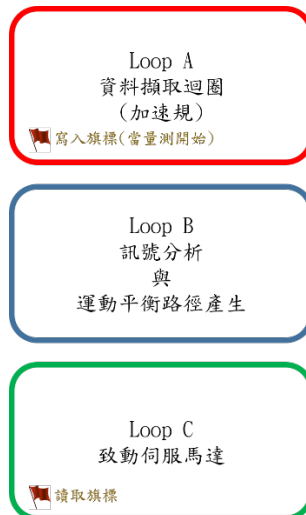 Loop A
資料擷取迴圈
(加速規)
寫入旗標(當量測開始)
Loop B
訊號分析
與
運動平衡路徑產生
Loop C
致動伺服馬達
讀取旗標